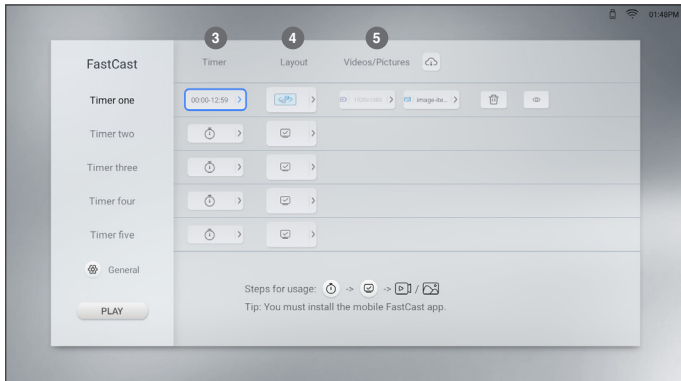 01:48PM
3 4 5
FastCast Timer Layout Videos/Pictures
Timer one 00:00-12:59 1920x1080 image-ite...
Timer two
Timer three
Timer four
Timer five
General
Steps for usage: -> -> /
PLAY
Tip: You must install the mobile FastCast app.